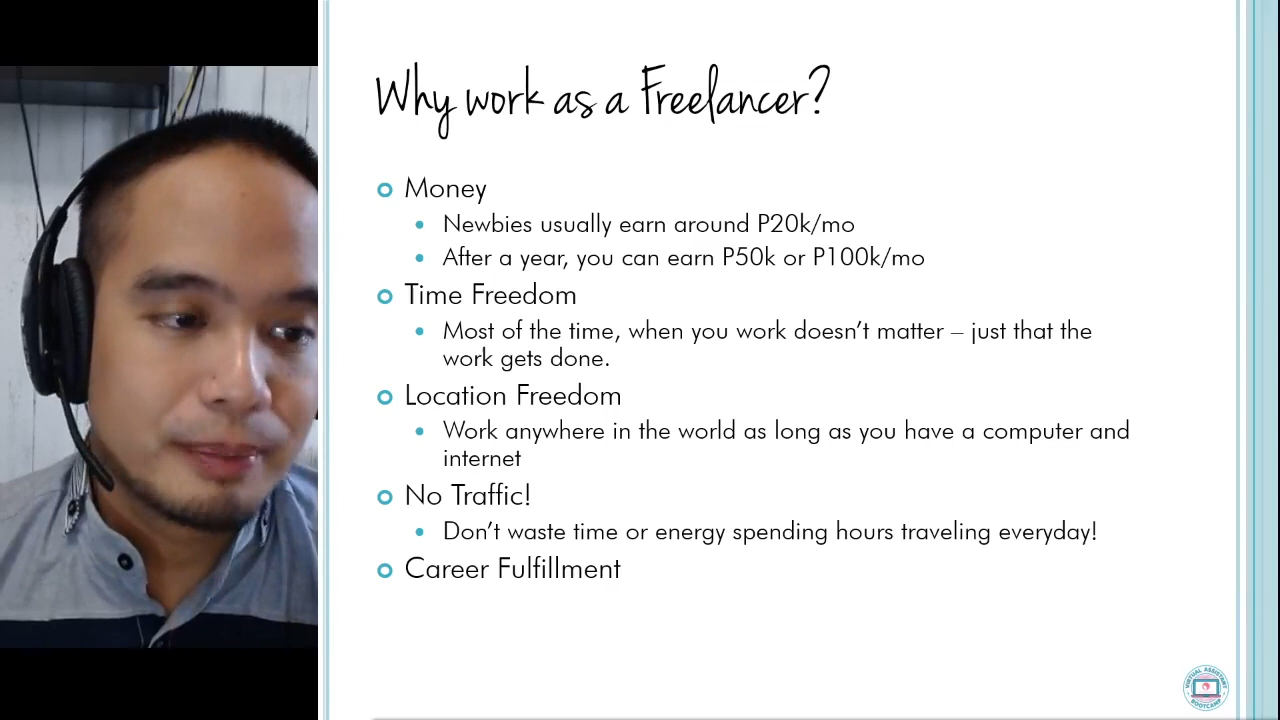 Why work as a Freelancer?
Money
Newbies usually earn around P20k/mo
After a year, you can earn P50k or P100k/mo
Time Freedom
Most of the time, when you work doesn't matter – just that the
work gets done.
Location Freedom
Work anywhere in the world as long as you have a computer and
internet
No Traffic!
Don't waste time or energy spending hours traveling everyday!
Career Fulfillment
VIRTUAL ASSISTANT
BOOTCAMP